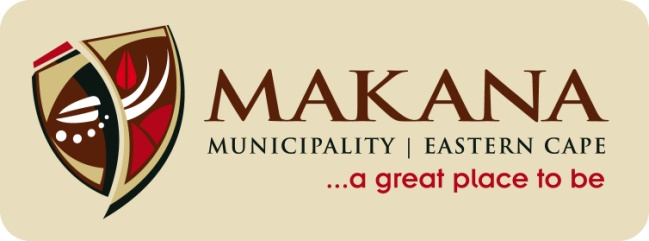 MAKANA
MUNICIPALITY | EASTERN CAPE
...a great place to be